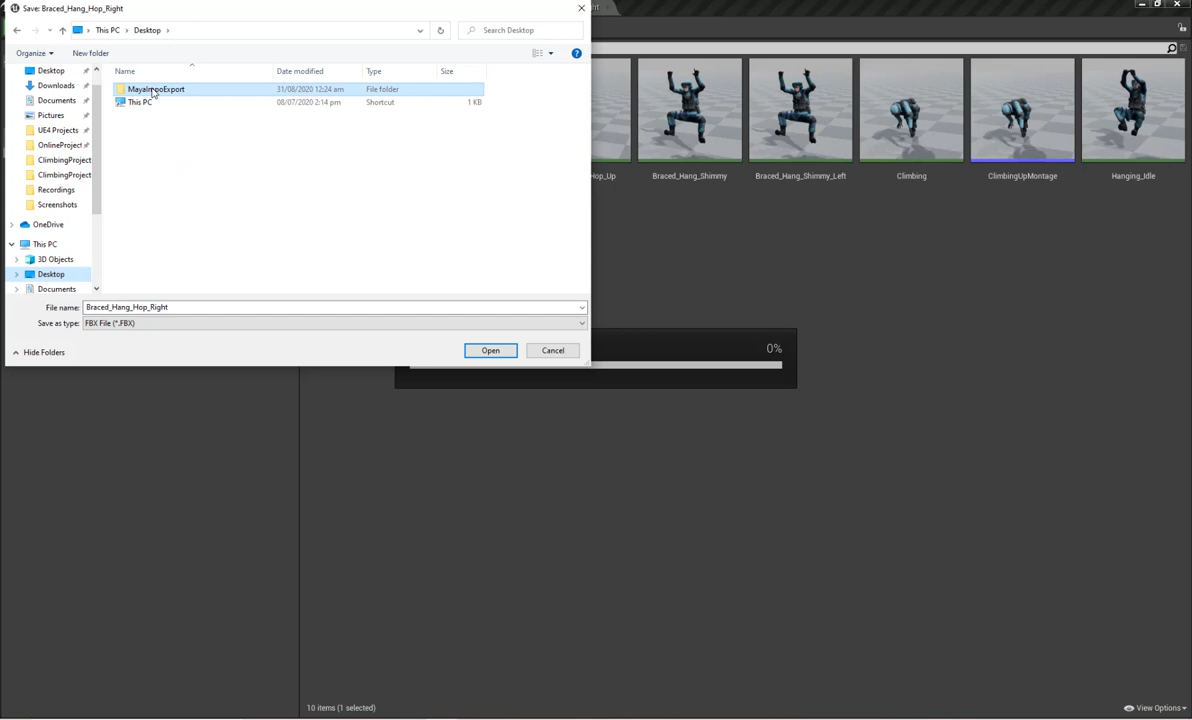 Save: Braced_Hang_Hop_Right
This PC
Desktop
Search Desktop
Organize
New folder
Name
Date modified
Type
Size
Desktop
Downloads
Documents
Pictures
UE4 Projects
OnlineProject
ClimbingProject
ClimbingProject
Recordings
Screenshots
OneDrive
This PC
3D Objects
Desktop
Documents
31/08/2020 12:24 am
File folder
This PC
08/07/2020 2:14 pm
Shortcut
1 KB
File name: Braced_Hang_Hop_Right
Save as type: FBX File (*.FBX)
Hide Folders
Open
Cancel
Hop_Up
Braced_Hang_Shimmy
Braced_Hang_Shimmy_Left
Climbing
ClimbingUpMontage
Hanging_Idle
0%
10 items (1 selected)
View Options